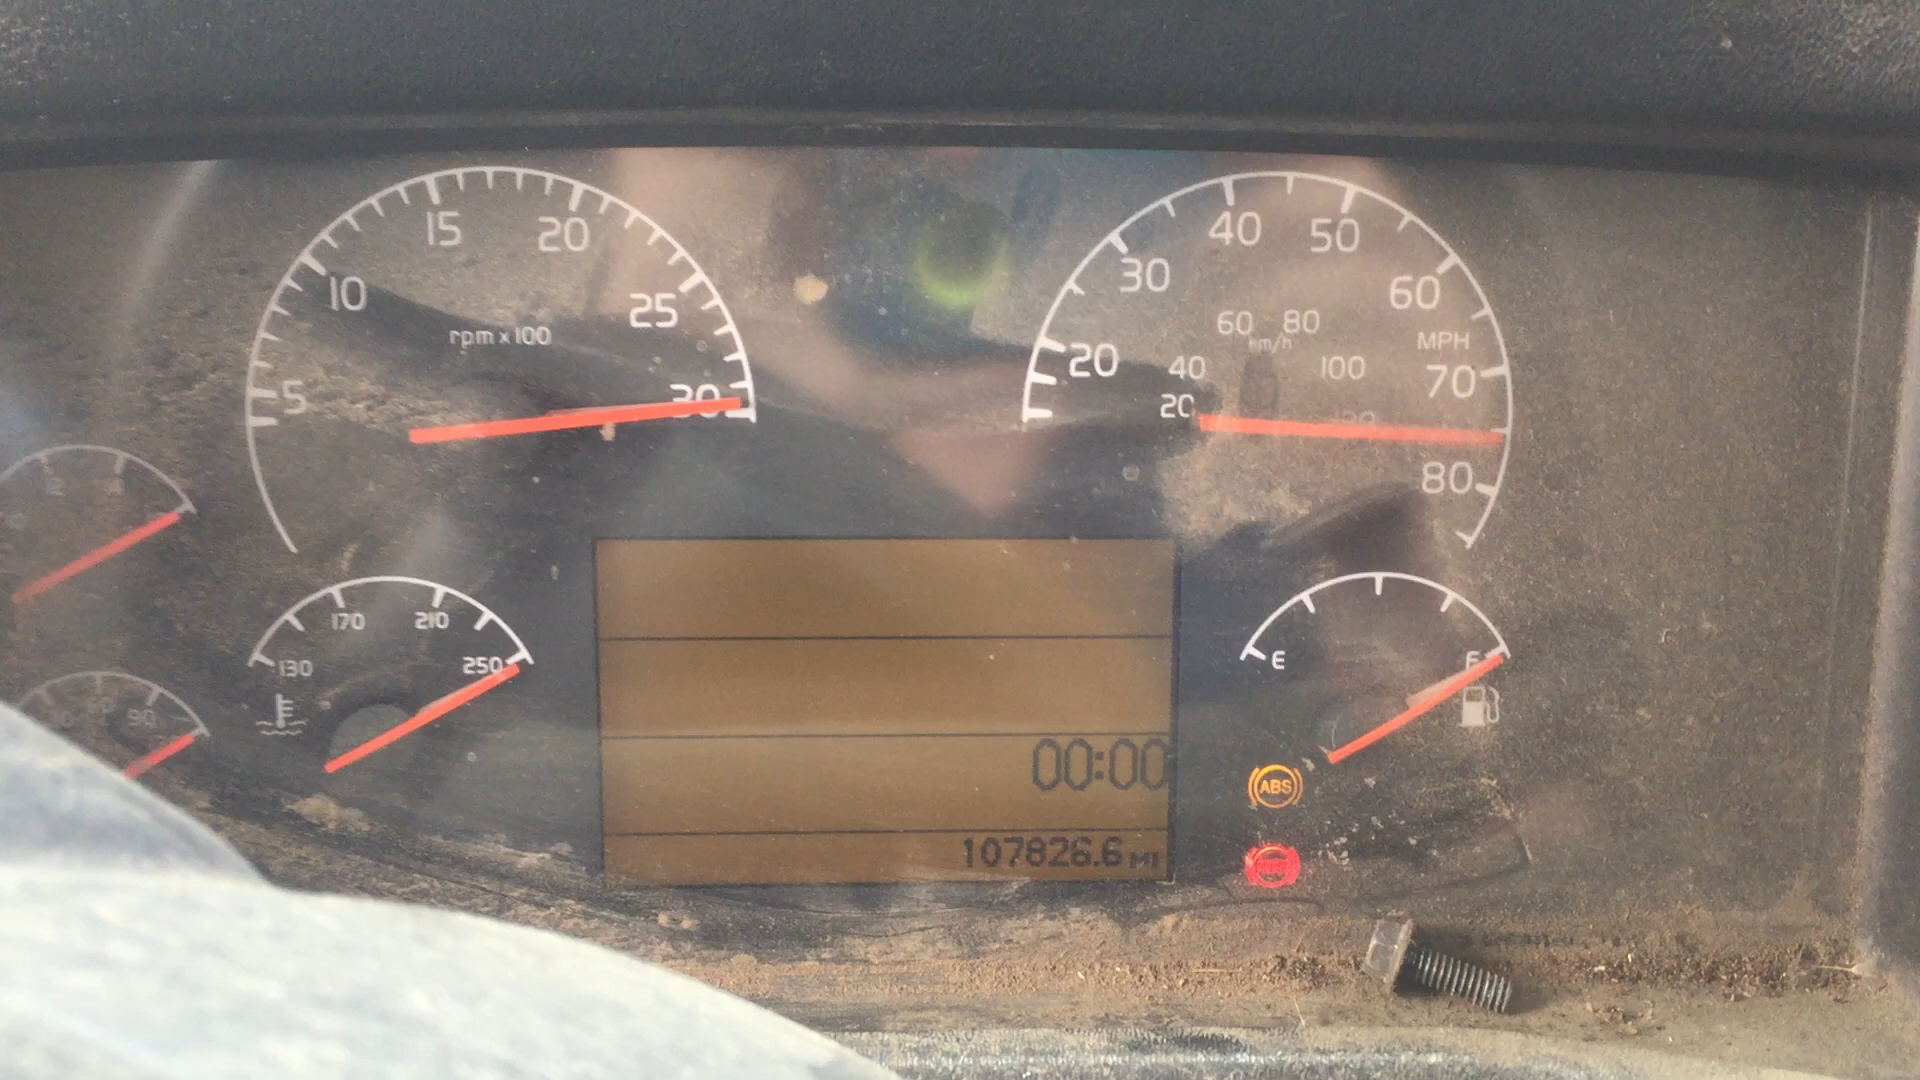 15 20
10 25
rpm x 100
5 30
40 50
30 60
60 80
km/h MPH
20 40 100 70
20
80
170 210
130 250
E F
90
00:00
ABS
107826.6 MI